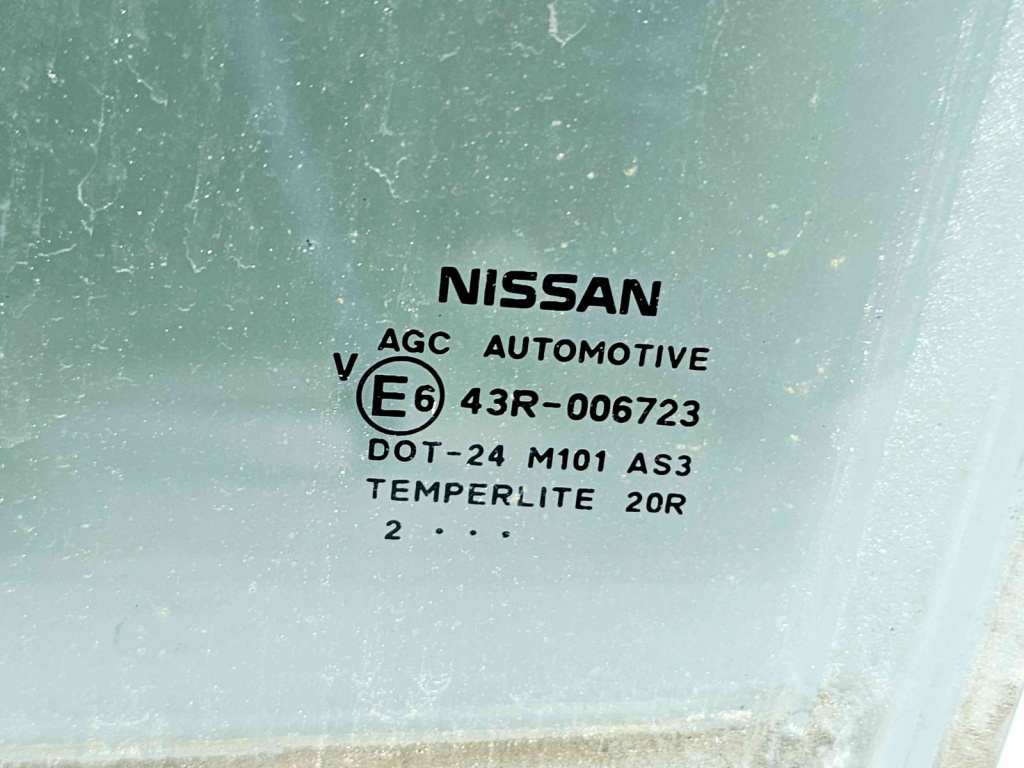 NISSAN
AGC AUTOMOTIVE
V E6 43R-006723
DOT-24 M101 AS3
TEMPERLITE 20R
2 . . .